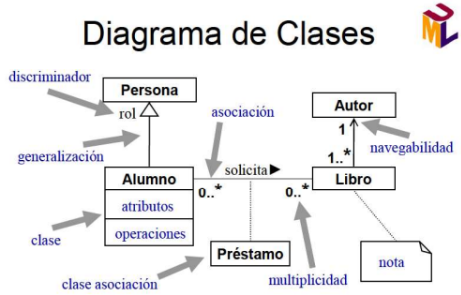 Diagrama de Clases
UML
discriminador
Persona
rol
asociación
Autor
1
navegabilidad
generalización
1..*
solicita
Alumno
0..*
0..*
Libro
atributos
clase
operaciones
Préstamo
nota
clase asociación
multiplicidad